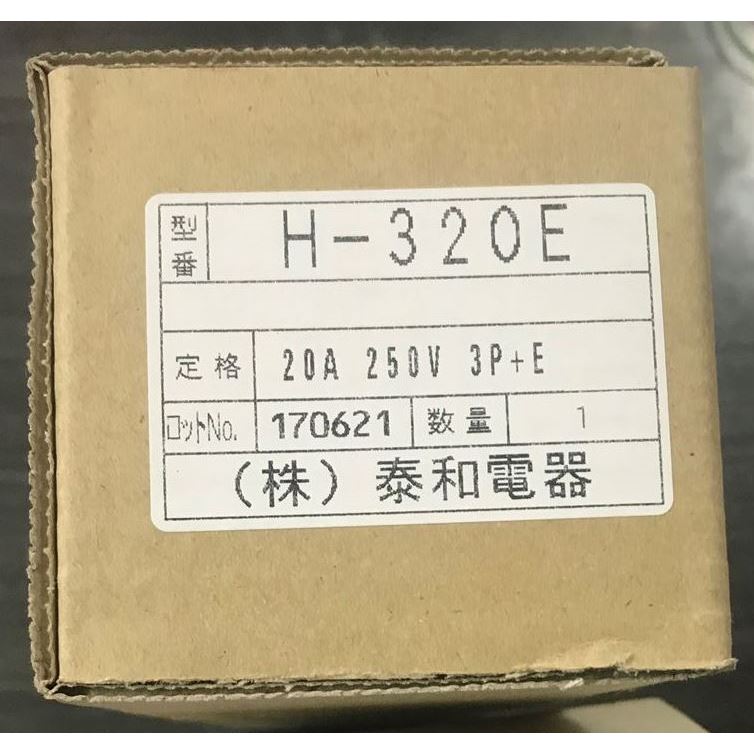 型番 H-320E
定格 20A 250V 3P+E
ロットNo. 170621 数量 1
（株）泰和電器